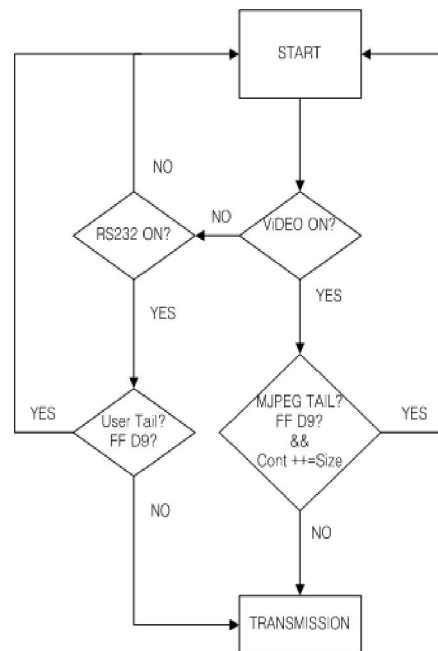 START
NO
RS232 ON?
NO
ViDEO ON?
YES
YES
YES
User Tail?
FF D9?
MJPEG TAIL?
FF D9?
&&
Cont ++=Size
YES
NO
NO
TRANSMISSION